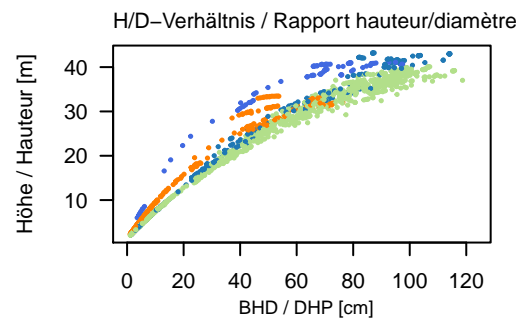 H/D−Verhältnis / Rapport hauteur/diamètre
Höhe / Hauteur [m]
40
30
20
10
0 20 40 60 80 100 120
BHD / DHP [cm]